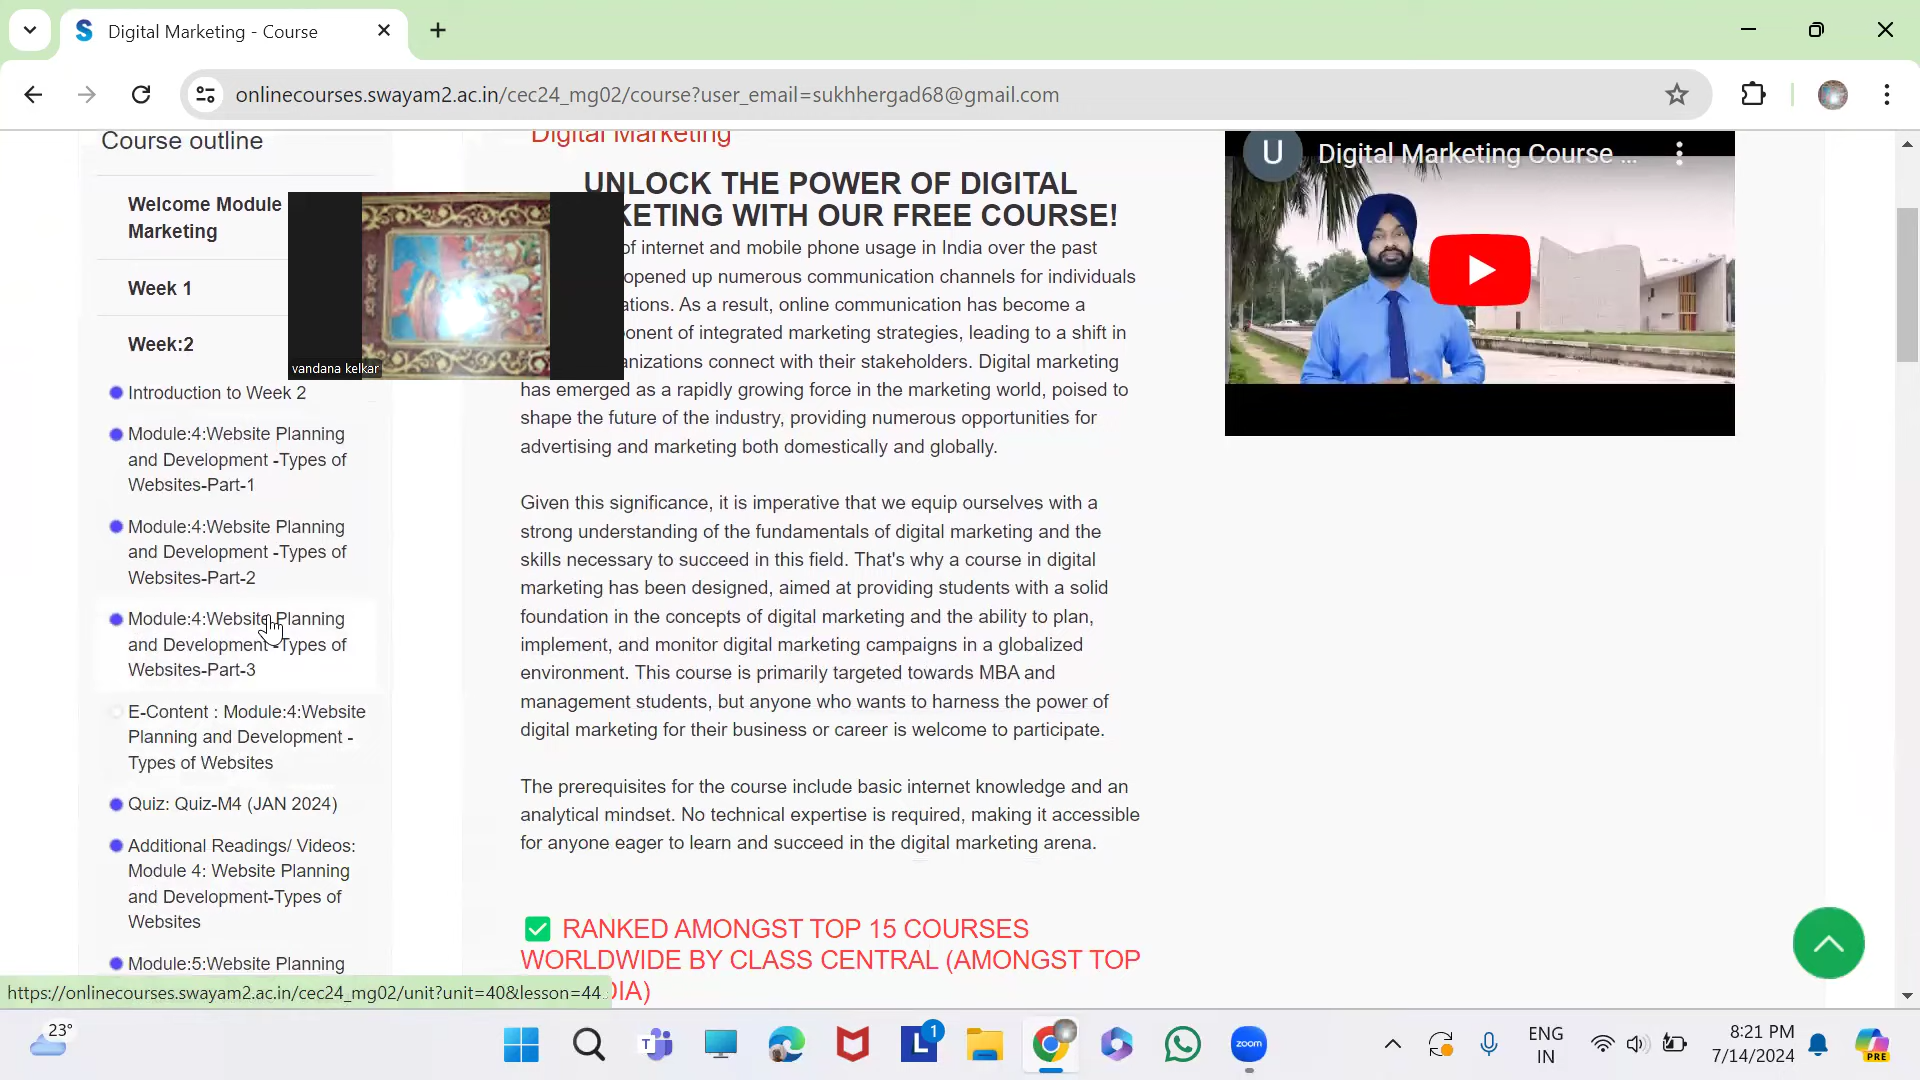 Digital Marketing - Course
onlinecourses.swayam2.ac.in/cec24_mg02/course?user_email=sukhhergad68@gmail.com
Course outline
Welcome Module
Marketing
Week 1
Week:2
Introduction to Week 2
Module:4:Website Planning
and Development -Types of
Websites-Part-1
Module:4:Website Planning
and Development -Types of
Websites-Part-2
Module:4:Website Planning
and Development -Types of
Websites-Part-3
E-Content : Module:4:Website
Planning and Development -
Types of Websites
Quiz: Quiz-M4 (JAN 2024)
Additional Readings/ Videos:
Module 4: Website Planning
and Development-Types of
Websites
Module:5:Website Planning
https://onlinecourses.swayam2.ac.in/cec24_mg02/unit?unit=40&lesson=44
vandana kelkar
Digital Marketing
UNLOCK THE POWER OF DIGITAL
KETING WITH OUR FREE COURSE!
of internet and mobile phone usage in India over the past
opened up numerous communication channels for individuals
ations. As a result, online communication has become a
onent of integrated marketing strategies, leading to a shift in
anizations connect with their stakeholders. Digital marketing
has emerged as a rapidly growing force in the marketing world, poised to
shape the future of the industry, providing numerous opportunities for
advertising and marketing both domestically and globally.
Given this significance, it is imperative that we equip ourselves with a
strong understanding of the fundamentals of digital marketing and the
skills necessary to succeed in this field. That's why a course in digital
marketing has been designed, aimed at providing students with a solid
foundation in the concepts of digital marketing and the ability to plan,
implement, and monitor digital marketing campaigns in a globalized
environment. This course is primarily targeted towards MBA and
management students, but anyone who wants to harness the power of
digital marketing for their business or career is welcome to participate.
The prerequisites for the course include basic internet knowledge and an
analytical mindset. No technical expertise is required, making it accessible
for anyone eager to learn and succeed in the digital marketing arena.
RANKED AMONGST TOP 15 COURSES
WORLDWIDE BY CLASS CENTRAL (AMONGST TOP
DIA)
U
Digital Marketing Course ...
23°
T
L
1
zoom
ENG
IN
8:21 PM
7/14/2024
PRE